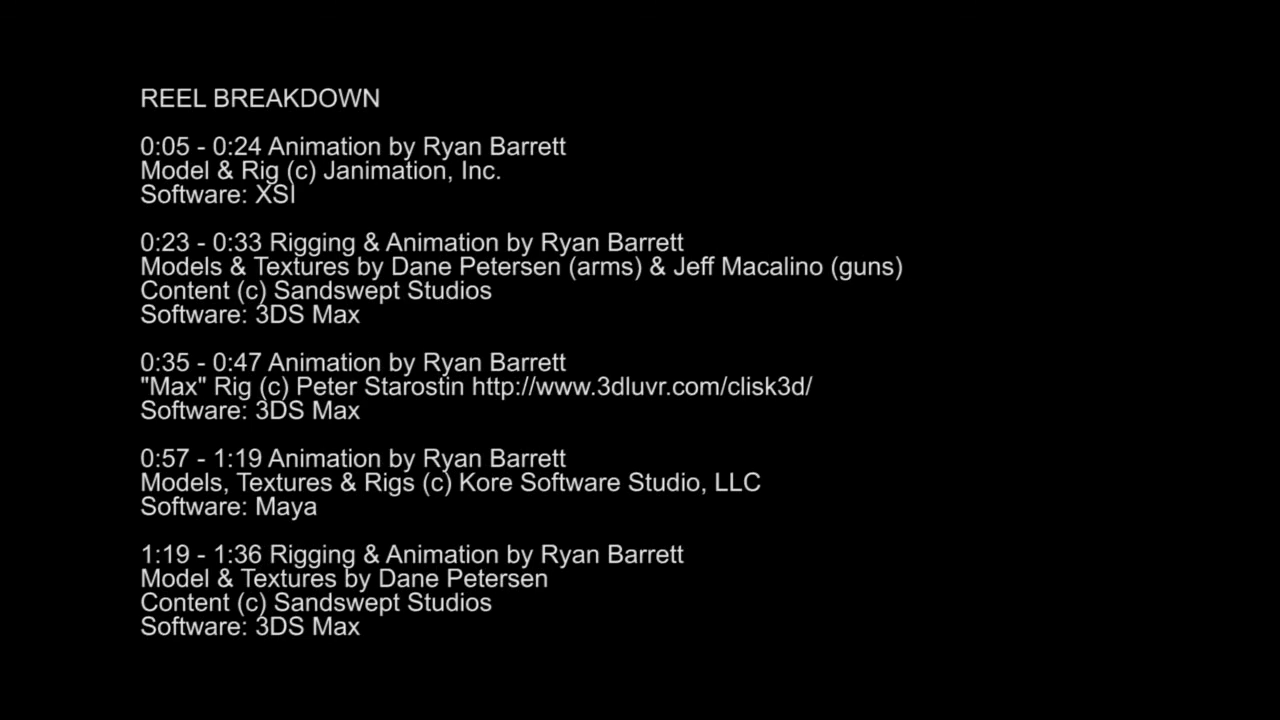 REEL BREAKDOWN
0:05 - 0:24 Animation by Ryan Barrett
Model & Rig (c) Janimation, Inc.
Software: XSI
0:23 - 0:33 Rigging & Animation by Ryan Barrett
Models & Textures by Dane Petersen (arms) & Jeff Macalino (guns)
Content (c) Sandswept Studios
Software: 3DS Max
0:35 - 0:47 Animation by Ryan Barrett
"Max" Rig (c) Peter Starostin http://www.3dluvr.com/clisk3d/
Software: 3DS Max
0:57 - 1:19 Animation by Ryan Barrett
Models, Textures & Rigs (c) Kore Software Studio, LLC
Software: Maya
1:19 - 1:36 Rigging & Animation by Ryan Barrett
Model & Textures by Dane Petersen
Content (c) Sandswept Studios
Software: 3DS Max